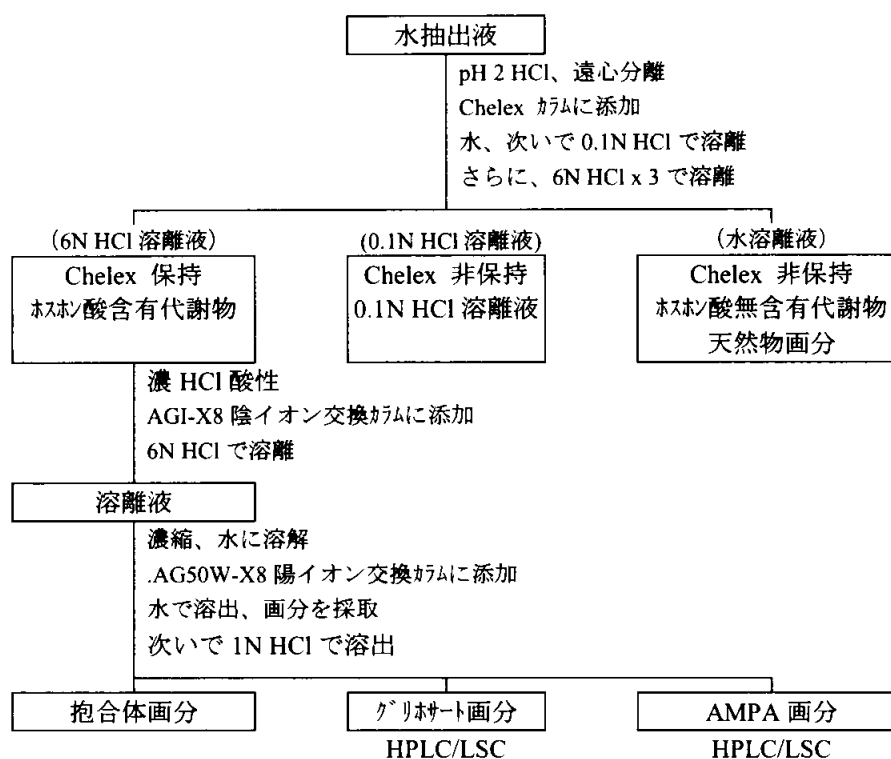 水抽出液
pH 2 HCl、遠心分離
Chelex ｶﾗﾑに添加
水、次いで 0.1N HCl で溶離
さらに、6N HCl x 3 で溶離
(6N HCl 溶離液)
(0.1N HCl 溶離液)
(水溶離液)
Chelex 保持
ﾎｽﾎﾝ酸含有代謝物
Chelex 非保持
0.1N HCl 溶離液
Chelex 非保持
ﾎｽﾎﾝ酸無含有代謝物
天然物画分
濃 HCl 酸性
AGI-X8 陰イオン交換ｶﾗﾑに添加
6N HCl で溶離
溶離液
濃縮、水に溶解
.AG50W-X8 陽イオン交換ｶﾗﾑに添加
水で溶出、画分を採取
次いで 1N HCl で溶出
抱合体画分
ｸﾞﾘﾎｻｰﾄ画分
AMPA 画分
HPLC/LSC
HPLC/LSC